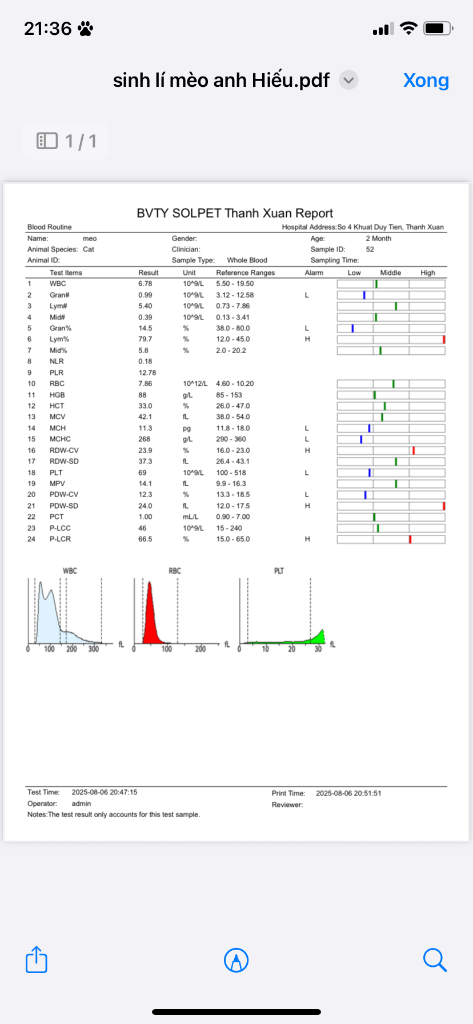 21:36
sinh lí mèo anh Hiếu.pdf
Xong
1/1
BVTY SOLPET Thanh Xuan Report
Blood Routine Hospital Address:So 4 Khuat Duy Tien, Thanh Xuan
Name: meo Gender: Age: 2 Month
Animal Species: Cat Clinician: Sample ID: 52
Animal ID: Sample Type: Whole Blood Sampling Time:
Test Items Result Unit Reference Ranges Alarm Low Middle High
1 WBC 6.78 10^9/L 5.50 - 19.50
2 Gran# 0.99 10^9/L 3.12 - 12.58 L
3 Lym# 5.40 10^9/L 0.73 - 7.86
4 Mid# 0.39 10^9/L 0.13 - 3.41
5 Gran% 14.5 % 38.0 - 80.0 L
6 Lym% 79.7 % 12.0 - 45.0 H
7 Mid% 5.8 % 2.0 - 20.2
8 NLR 0.18
9 PLR 12.78
10 RBC 7.86 10^12/L 4.60 - 10.20
11 HGB 88 g/L 85 - 153
12 HCT 33.0 % 26.0 - 47.0
13 MCV 42.1 fL 38.0 - 54.0
14 MCH 11.3 pg 11.8 - 18.0 L
15 MCHC 268 g/L 290 - 360 L
16 RDW-CV 23.9 % 16.0 - 23.0 H
17 RDW-SD 37.3 fL 26.4 - 43.1
18 PLT 69 10^9/L 100 - 518 L
19 MPV 14.1 fL 9.9 - 16.3
20 PDW-CV 12.3 % 13.3 - 18.5 L
21 PDW-SD 24.0 fL 12.0 - 17.5 H
22 PCT 1.00 mL/L 0.90 - 7.00
23 P-LCC 46 10^9/L 15 - 240
24 P-LCR 66.5 % 15.0 - 65.0 H
WBC RBC PLT
0 100 200 300 fL 0 100 200 fL 0 10 20 30 fL
Test Time: 2025-08-06 20:47:15 Print Time: 2025-08-06 20:51:51
Operator: admin Reviewer:
Notes:The test result only accounts for this test sample.